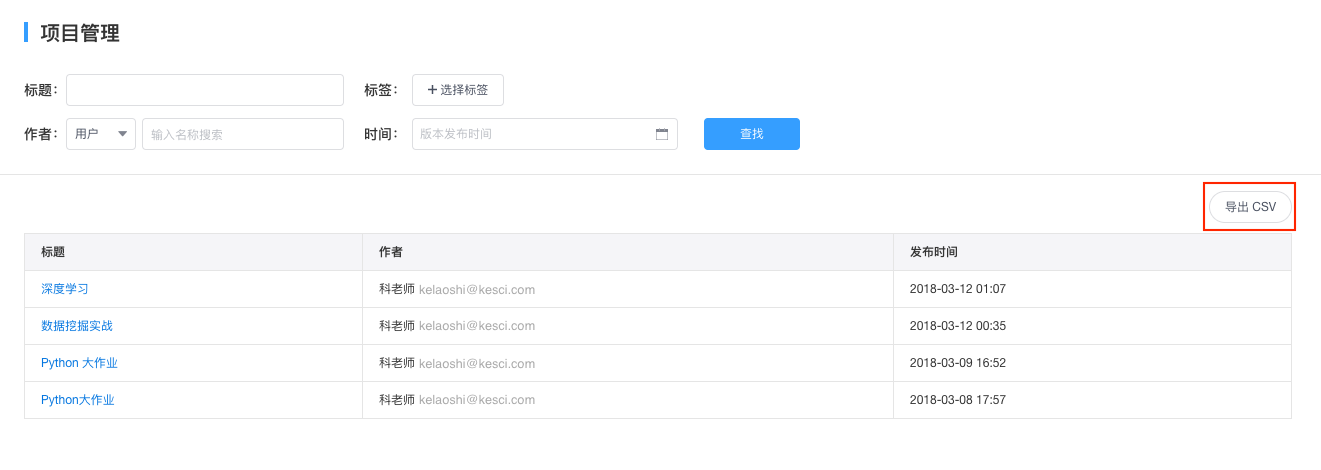 项目管理
标题： 标签： + 选择标签
作者： 用户 输入名称搜索 时间： 版本发布时间 查找
导出 CSV
标题 作者 发布时间
深度学习 科老师 kelaoshi@kesci.com 2018-03-12 01:07
数据挖掘实战 科老师 kelaoshi@kesci.com 2018-03-12 00:35
Python 大作业 科老师 kelaoshi@kesci.com 2018-03-09 16:52
Python大作业 科老师 kelaoshi@kesci.com 2018-03-08 17:57